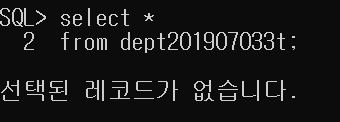 SQL> select *
  2  from dept201907033t;
선택된 레코드가 없습니다.